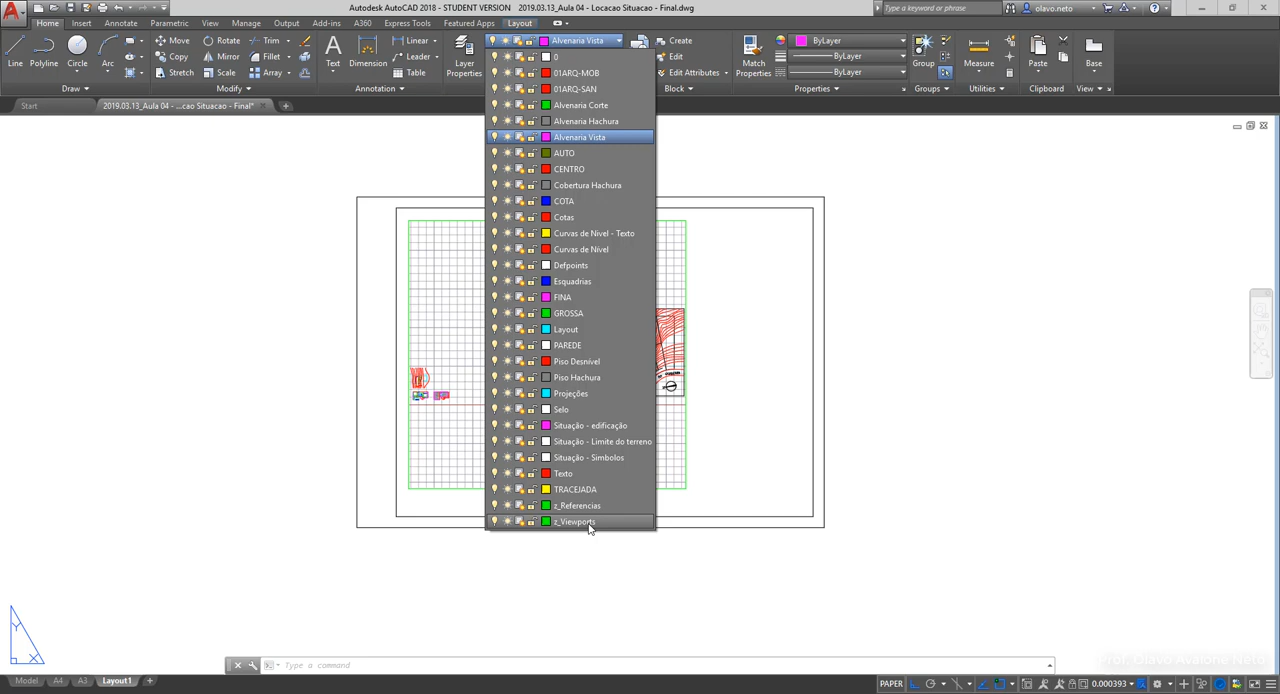 Autodesk AutoCAD 2018 - STUDENT VERSION 2019.03.13_Aula 04 - Locacao Situacao - Final.dwg
Type a keyword or phrase
olavo.neto
Home Insert Annotate Parametric View Manage Output Add-ins A360 Express Tools Featured Apps Layout
Line Polyline Circle Arc
Move Rotate Trim
Copy Mirror Fillet
Stretch Scale Array
Text Dimension
Linear
Leader
Table
Layer Properties
Alvenaria Vista
Create
Edit
Edit Attributes
Match Properties
ByLayer
ByLayer
ByLayer
Group Measure Paste Base
Draw Modify Annotation Block Properties Groups Utilities Clipboard View
Start 2019.03.13_Aula 04 - ...cao Situacao - Final*
0
01ARQ-MOB
01ARQ-SAN
Alvenaria Corte
Alvenaria Hachura
Alvenaria Vista
AUTO
CENTRO
Cobertura Hachura
COTA
Cotas
Curvas de Nivel - Texto
Curvas de Nível
Defpoints
Esquadrias
FINA
GROSSA
Layout
PAREDE
Piso Desnível
Piso Hachura
Projeções
Selo
Situação - edificação
Situação - Limite do terreno
Situação - Simbolos
Texto
TRACEJADA
z_Referencias
z_Viewports
Y
X
Type a command
Prof. Olavo Avalone Neto
Model A4 A3 Layout1
PAPER
0.000393